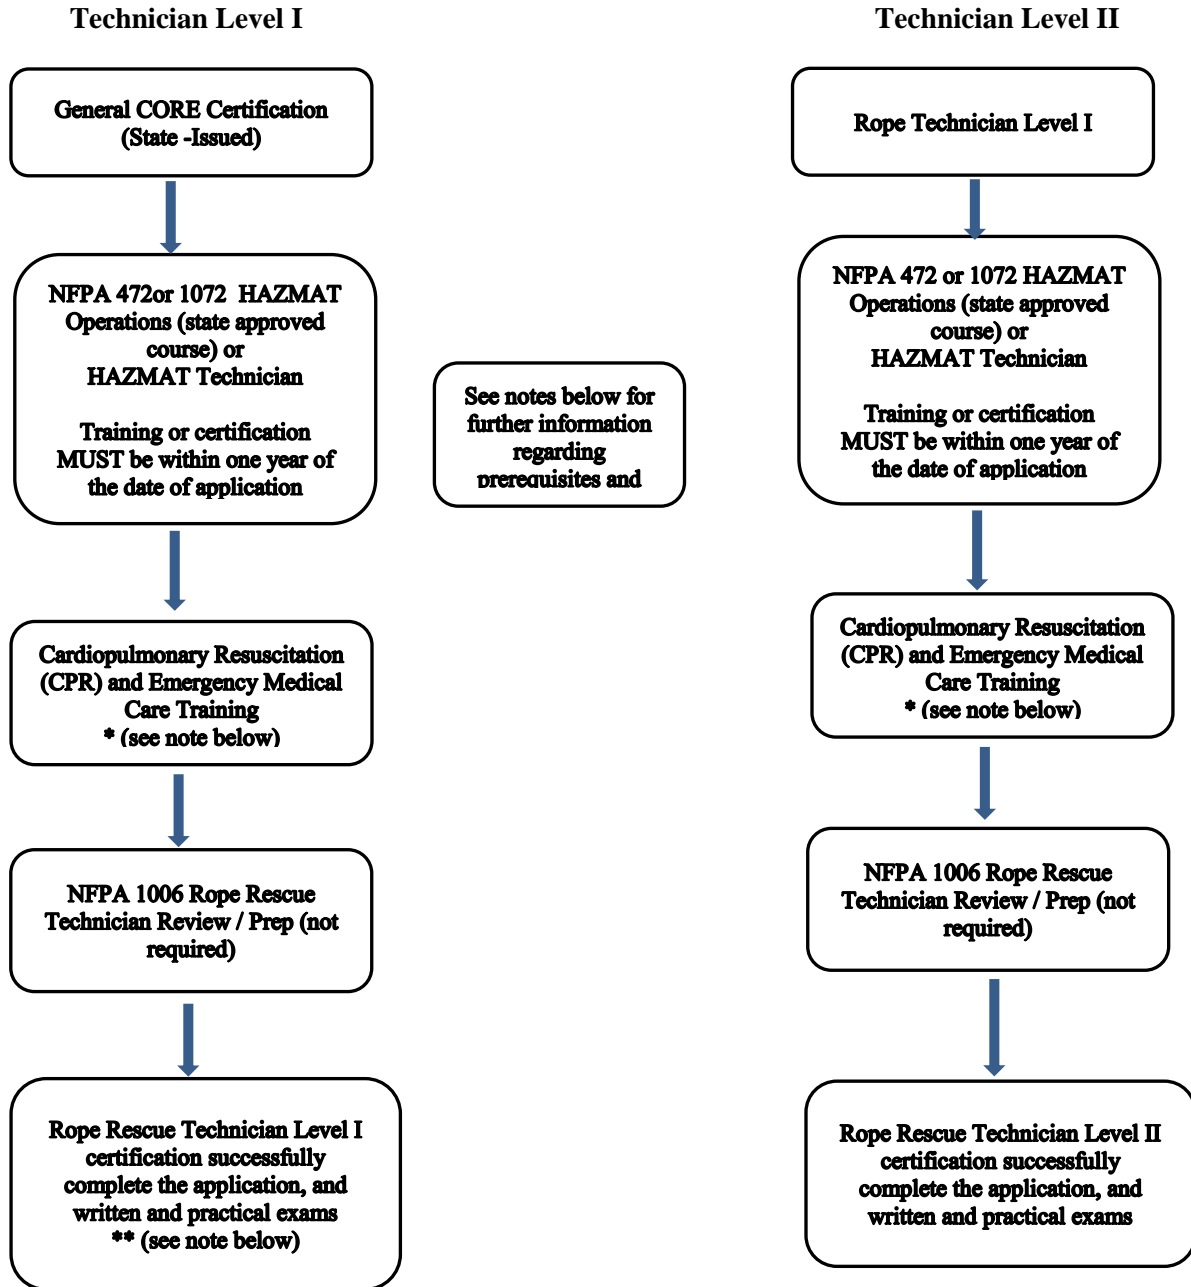 Technician Level I
General CORE Certification
(State -Issued)
NFPA 472or 1072  HAZMAT
Operations (state approved
course) or
HAZMAT Technician
Training or certification
MUST be within one year of
the date of application
Cardiopulmonary Resuscitation
(CPR) and Emergency Medical
Care Training
* (see note below)
NFPA 1006 Rope Rescue
Technician Review / Prep (not
required)
Rope Rescue Technician Level I
certification successfully
complete the application, and
written and practical exams
** (see note below)
See notes below for
further information
regarding
prerequisites and
Technician Level II
Rope Technician Level I
NFPA 472 or 1072 HAZMAT
Operations (state approved
course) or
HAZMAT Technician
Training or certification
MUST be within one year of
the date of application
Cardiopulmonary Resuscitation
(CPR) and Emergency Medical
Care Training
* (see note below)
NFPA 1006 Rope Rescue
Technician Review / Prep (not
required)
Rope Rescue Technician Level II
certification successfully
complete the application, and
written and practical exams